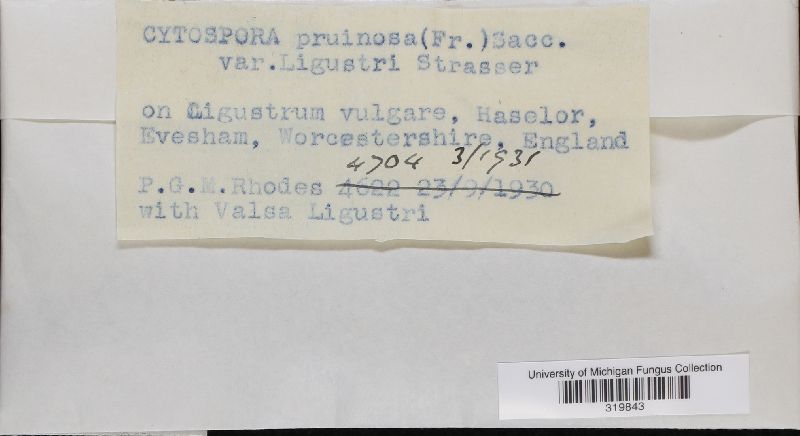 CYTOSPORA pruinosa(Fr.)Sacc.
var.Ligustri Strasser
on Ligustrum vulgare, Haselor,
Evesham, Worcestershire, England
4704 3/1931
P.G.M.Rhodes 4622 23/9/1930
with Valsa Ligustri
University of Michigan Fungus Collection
319843